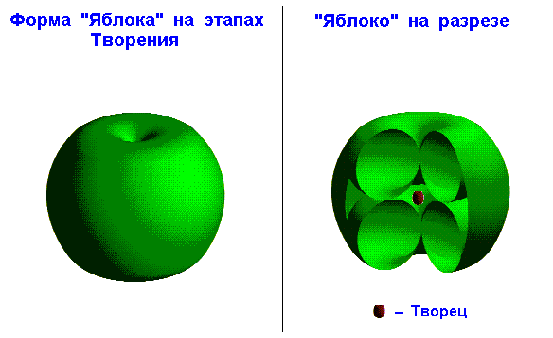 Форма "Яблока" на этапах
Творения
"Яблоко" на разрезе
– Творец